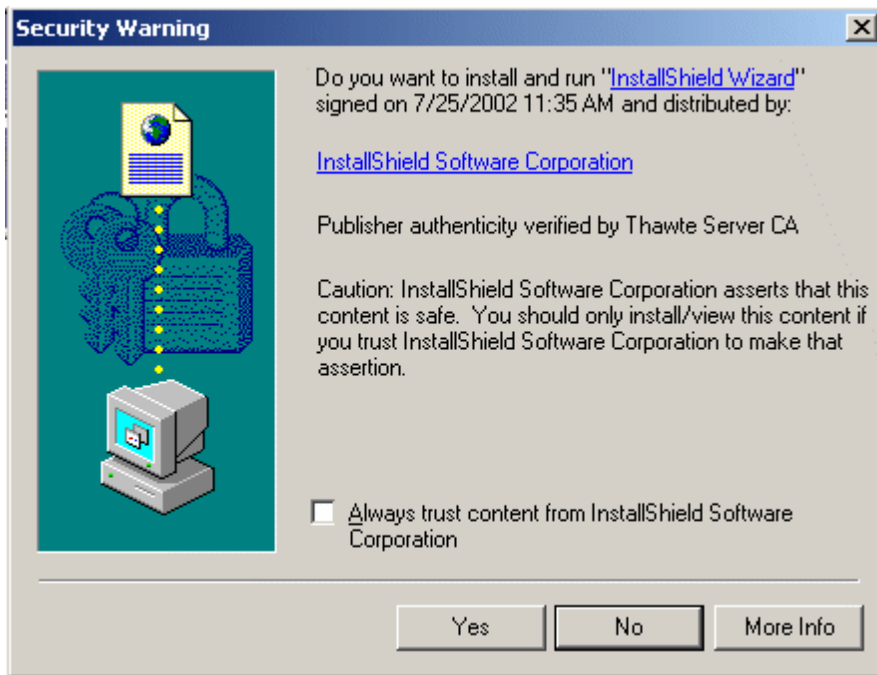 Security Warning
Do you want to install and run "InstallShield Wizard"
signed on 7/25/2002 11:35 AM and distributed by:
InstallShield Software Corporation
Publisher authenticity verified by Thawte Server CA
Caution: InstallShield Software Corporation asserts that this
content is safe.  You should only install/view this content if
you trust InstallShield Software Corporation to make that
assertion.
Always trust content from InstallShield Software
Corporation
Yes
No
More Info